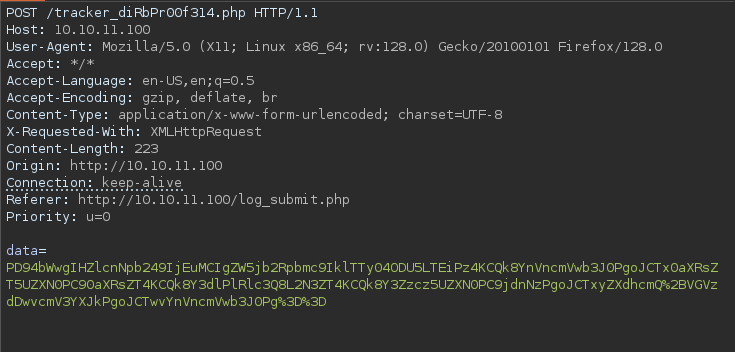 POST /tracker_diRbPr00f314.php HTTP/1.1
Host: 10.10.11.100
User-Agent: Mozilla/5.0 (X11; Linux x86_64; rv:128.0) Gecko/20100101 Firefox/128.0
Accept: */*
Accept-Language: en-US,en;q=0.5
Accept-Encoding: gzip, deflate, br
Content-Type: application/x-www-form-urlencoded; charset=UTF-8
X-Requested-With: XMLHttpRequest
Content-Length: 223
Origin: http://10.10.11.100
Connection: keep-alive
Referer: http://10.10.11.100/log_submit.php
Priority: u=0
data=
PD94bWwgIHZlcnNpb249IjEuMCIgZW5jb2Rpbmc9IklTTy04ODU5LTEiPz4KCQk8YnVncmVwb3J0PgoJCTx0aXRsZ
T5UZXN0PC90aXRsZT4KCQk8Y3dlPlRlc3Q8L2N3ZT4KCQk8Y3Zzcz5UZXN0PC9jdnNzPgoJCTxyZXdhcmQ%2BVGVz
dDwvcmV3YXJkPgoJCTwvYnVncmVwb3J0Pg%3D%3D